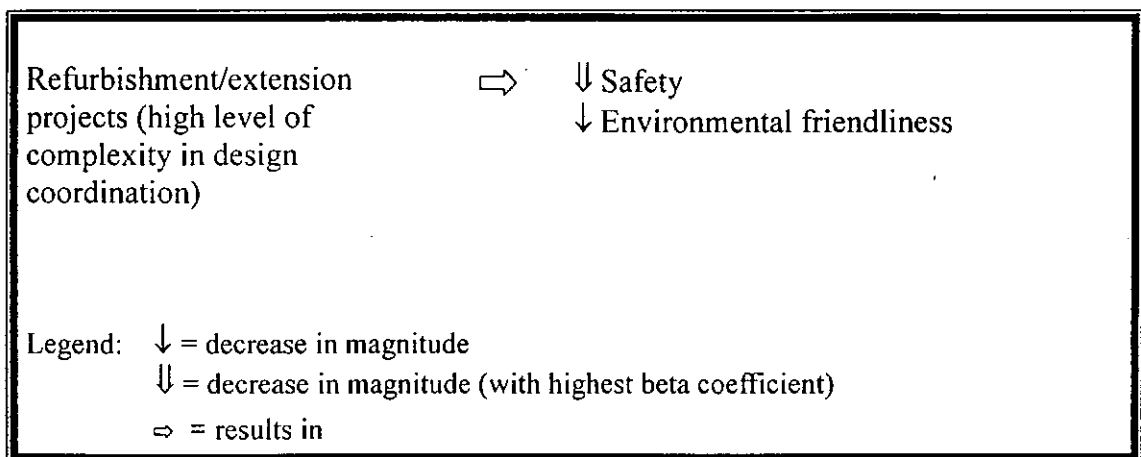 Refurbishment/extension ⇨ ⇓ Safety
projects (high level of ↓ Environmental friendliness
complexity in design
coordination)
Legend: ↓ = decrease in magnitude
⇓ = decrease in magnitude (with highest beta coefficient)
⇨ = results in